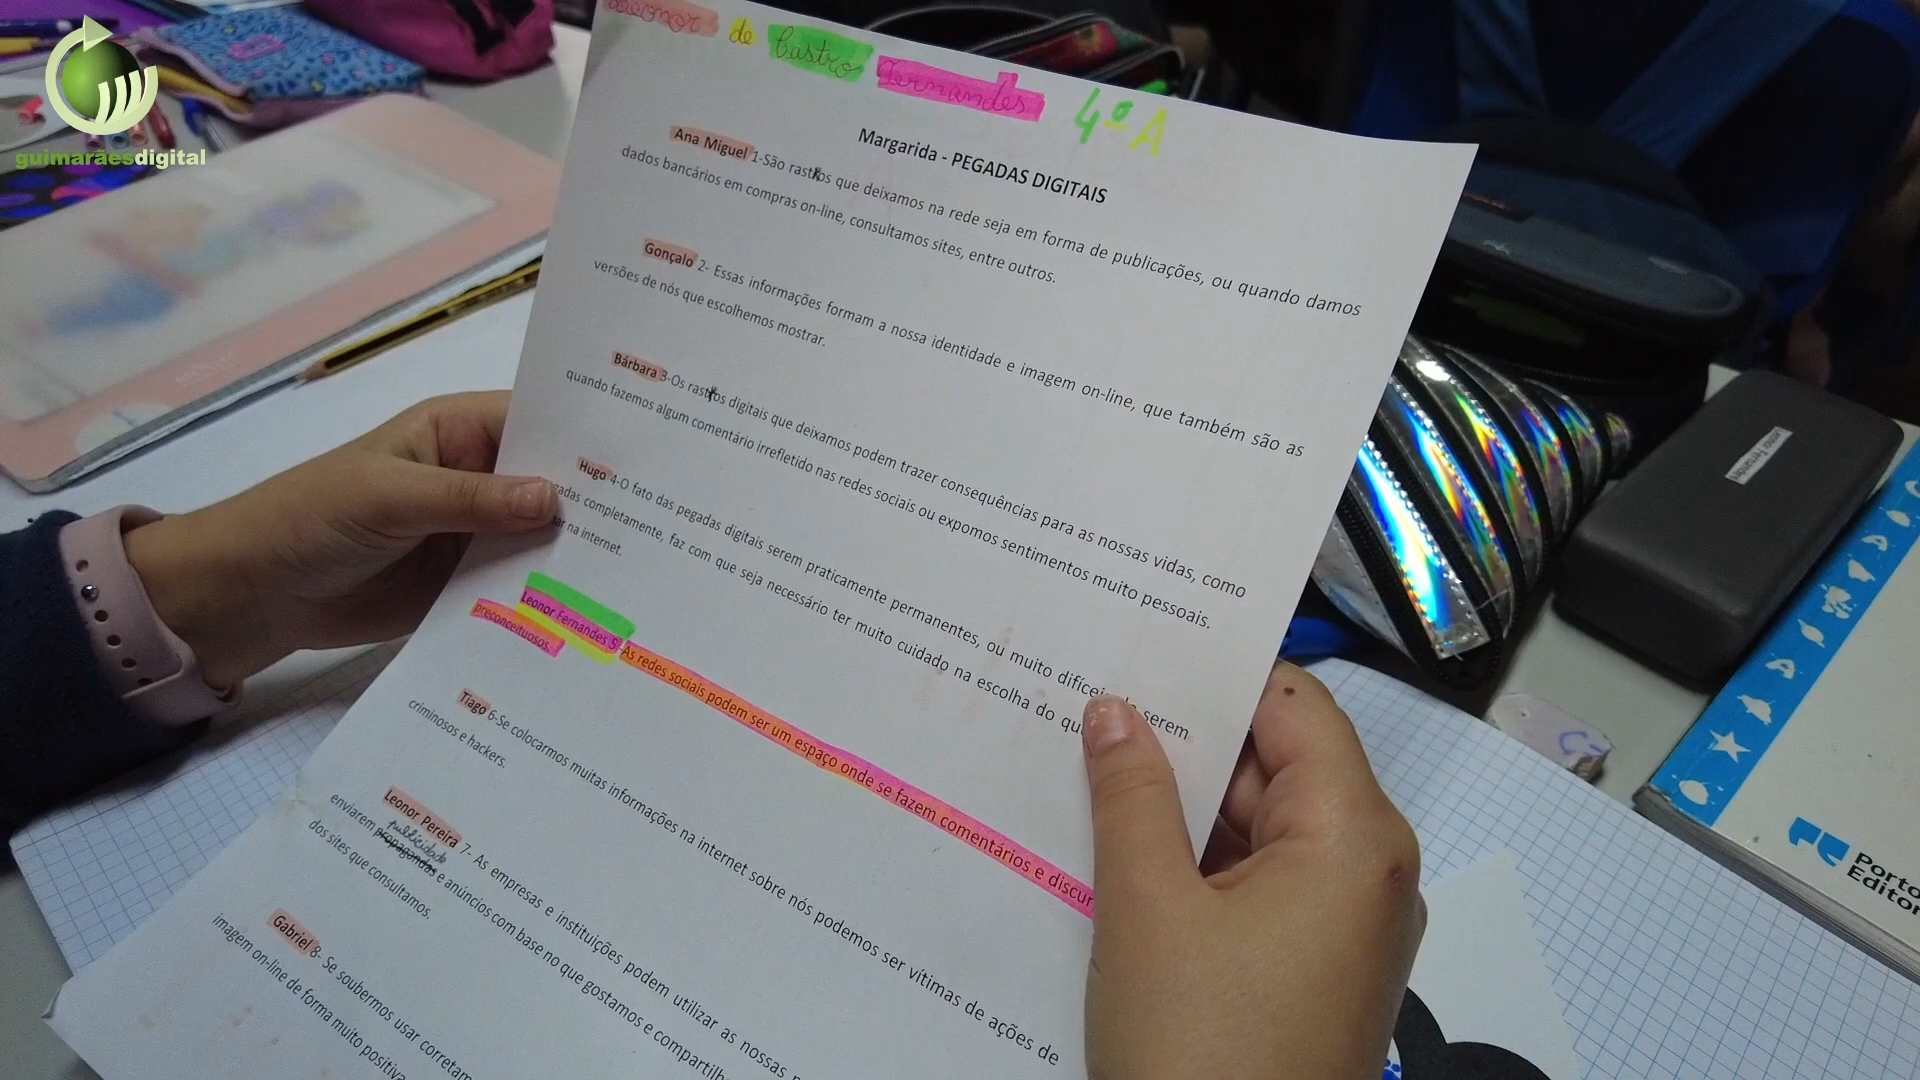 guimarãesdigital
Leonor de Castro Fernandes 4º A
Margarida - PEGADAS DIGITAIS
Ana Miguel 1-São rastos que deixamos na rede seja em forma de publicações, ou quando damos
dados bancários em compras on-line, consultamos sites, entre outros.
Gonçalo 2- Essas informações formam a nossa identidade e imagem on-line, que também são as
versões de nós que escolhemos mostrar.
Bárbara 3-Os rastos digitais que deixamos podem trazer consequências para as nossas vidas, como
quando fazemos algum comentário irrefletido nas redes sociais ou expomos sentimentos muito pessoais.
Hugo 4-O fato das pegadas digitais serem praticamente permanentes, ou muito difíceis de serem
gadas completamente, faz com que seja necessário ter muito cuidado na escolha do qu
ar na internet.
Leonor Fernandes 5-As redes sociais podem ser um espaço onde se fazem comentários e discur
preconceituosos.
Tiago 6-Se colocarmos muitas informações na internet sobre nós podemos ser vítimas de ações de
criminosos e hackers.
Leonor Pereira 7- As empresas e instituições podem utilizar as nossas
publicidade
enviarem propagandas e anúncios com base no que gostamos e compartilh
dos sites que consultamos.
Gabriel 8- Se soubermos usar corretam
imagem on-line de forma muito positiva
Leonor Fernandes
Porto
Editor